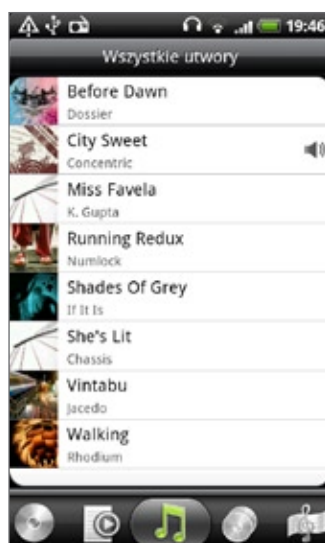 19:46
Wszystkie utwory
Before Dawn
Dossier
City Sweet
Concentric
Miss Favela
K. Gupta
Running Redux
Numlock
Shades Of Grey
If It Is
She's Lit
Chassis
Vintabu
Jacedo
Walking
Rhodium